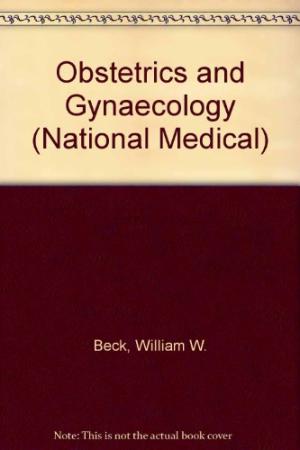 Obstetrics and
Gynaecology
(National Medical)
Beck, William W.
Note: This is not the actual book cover